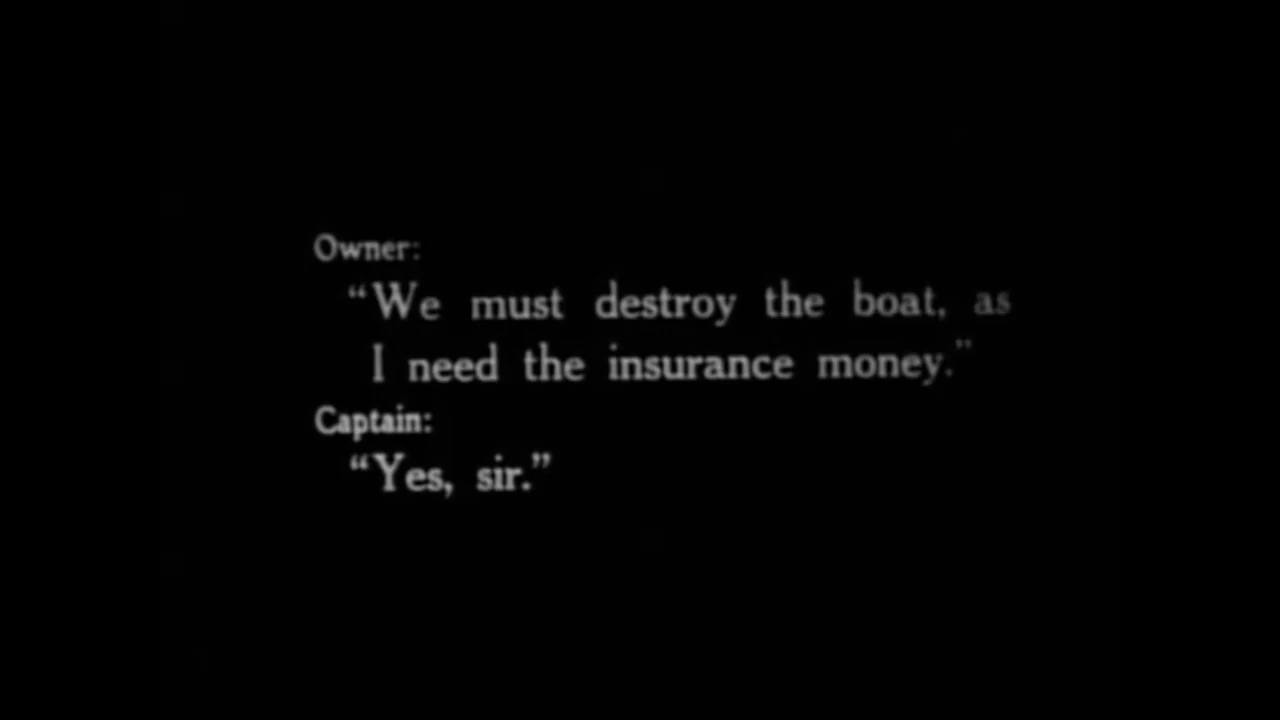 Owner:
“We must destroy the boat, as
I need the insurance money.”
Captain:
“Yes, sir.”